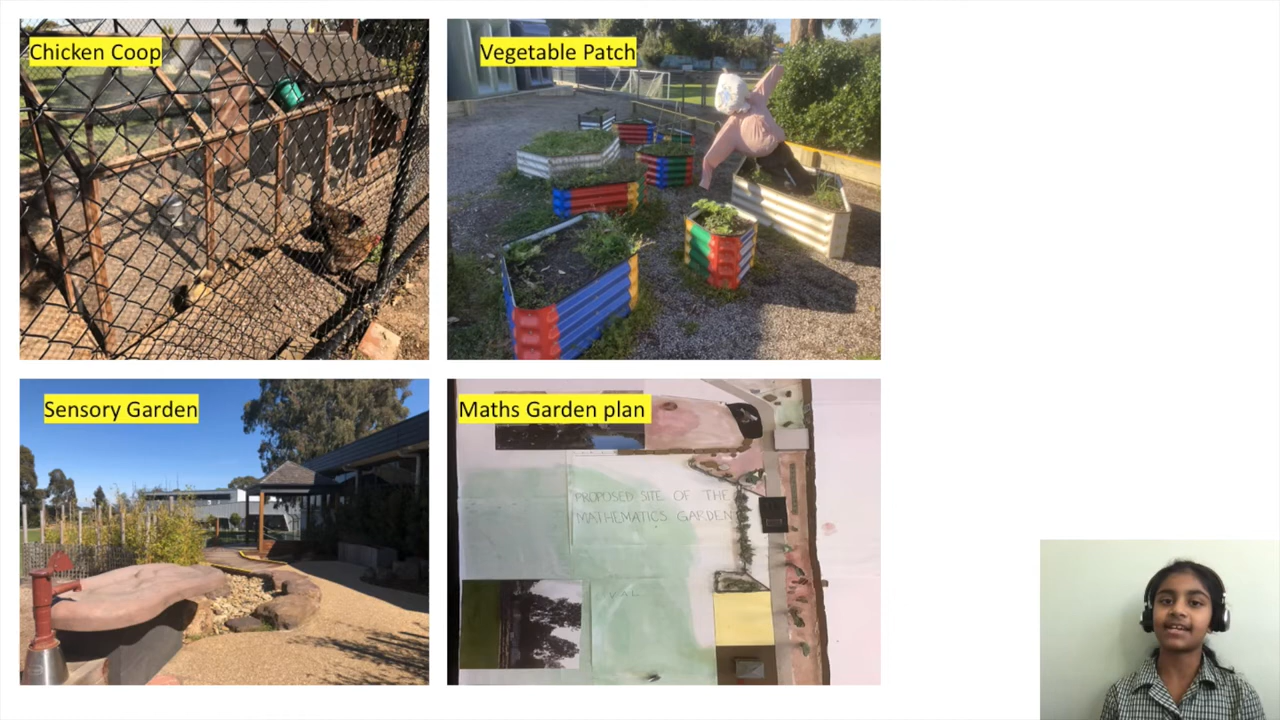 Chicken Coop
Vegetable Patch
Sensory Garden
Maths Garden plan
PROPOSED SITE OF THE
MATHEMATICS GARDEN